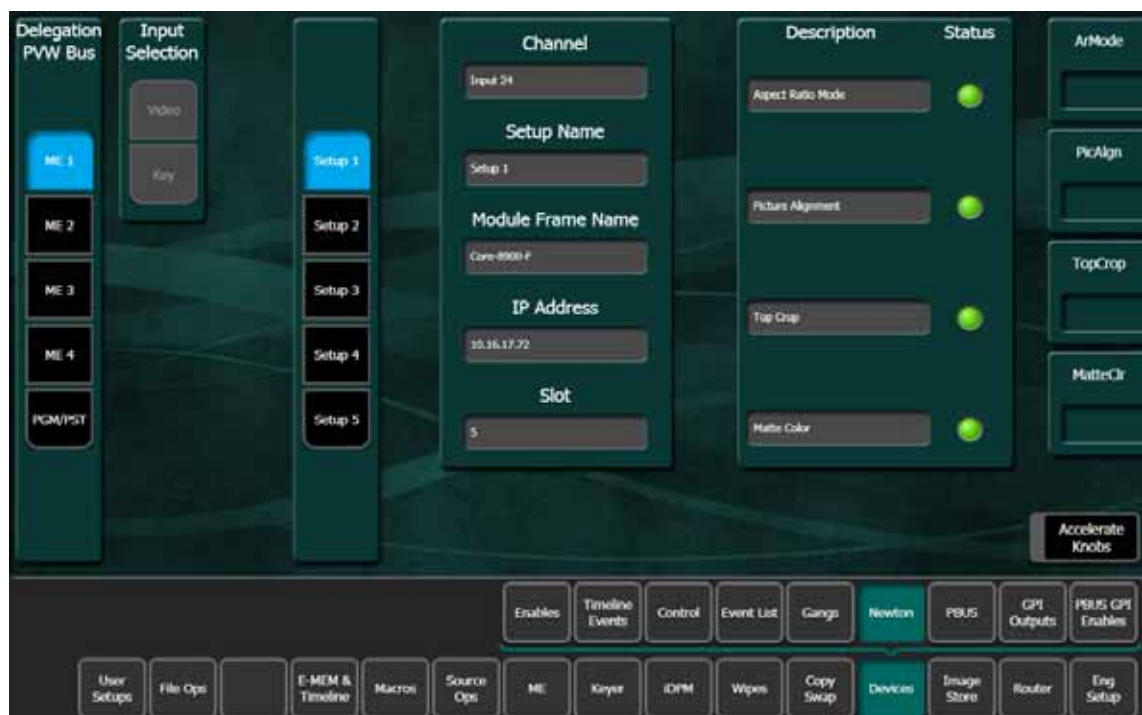 Delegation
PVW Bus
ME 1
ME 2
ME 3
ME 4
PGM/PST
Input
Selection
Video
Key
Setup 1
Setup 2
Setup 3
Setup 4
Setup 5
Channel
Input 24
Setup Name
Setup 1
Module Frame Name
Core-8900-F
IP Address
10.16.17.72
Slot
5
Description
Status
Aspect Ratio Mode
Picture Alignment
Top Crop
Matte Color
ArMode
PicAlign
TopCrop
MatteClr
Accelerate
Knobs
Enables
Timeline
Events
Control
Event List
Gangs
Newton
PBUS
GPI
Outputs
PBUS GPI
Enables
User
Setups
File Ops
E-MEM &
Timeline
Macros
Source
Ops
ME
Keyer
iDPM
Wipes
Copy
Swap
Devices
Image
Store
Router
Eng
Setup